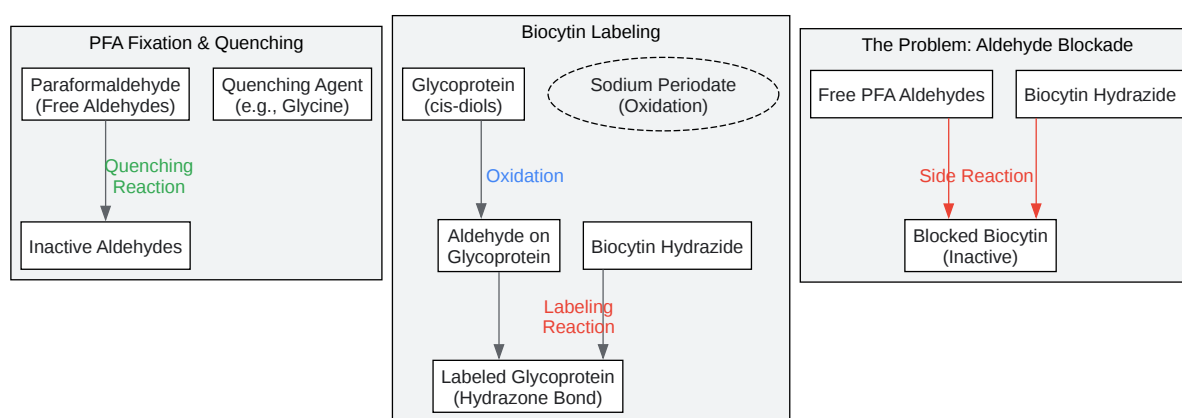 PFA Fixation & Quenching
Paraformaldehyde
(Free Aldehydes)
Quenching Agent
(e.g., Glycine)
Quenching
Reaction
Inactive Aldehydes
Biocytin Labeling
Glycoprotein
(cis-diols)
Sodium Periodate
(Oxidation)
Oxidation
Aldehyde on
Glycoprotein
Biocytin Hydrazide
Labeling
Reaction
Labeled Glycoprotein
(Hydrazone Bond)
The Problem: Aldehyde Blockade
Free PFA Aldehydes
Biocytin Hydrazide
Side Reaction
Blocked Biocytin
(Inactive)